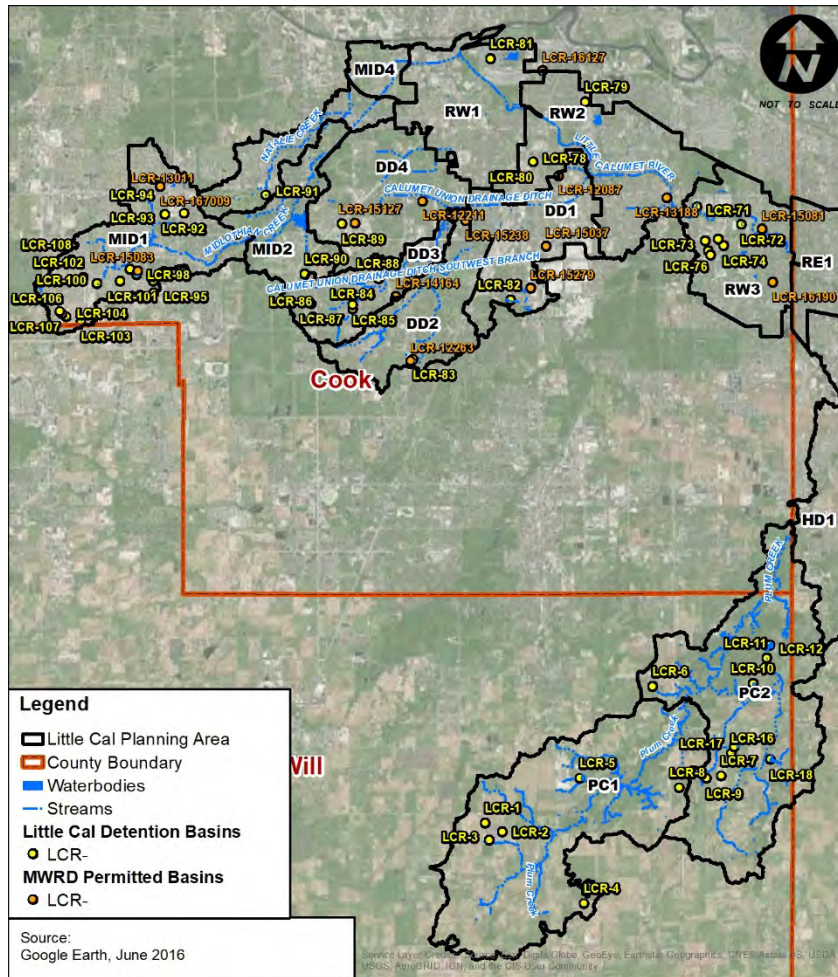 LCR-81
LCR-16127
MID4
N
NOT TO SCALE
RW1
RW2
LCR-79
NATALIE CREEK
LITTLE CALUMET RIVER
DD4
LCR-80
LCR-78
LCR-13011
LCR-94
LCR-167009
LCR-91
CALUMET UNION DRAINAGE DITCH
LCR-12087
LCR-93
LCR-92
LCR-15127
LCR-12211
DD1
LCR-13188
LCR-71
LCR-15081
LCR-108
MID1
MIDLOTHIAN CREEK
MID2
LCR-89
LCR-15238
LCR-15037
LCR-73
LCR-72
LCR-102
LCR-15083
LCR-90
LCR-88
DD3
LCR-76
LCR-74
RE1
LCR-100
LCR-98
CALUMET UNION DRAINAGE DITCH SOUTWEST BRANCH
LCR-15279
RW3
LCR-106
LCR-101
LCR-95
LCR-86
LCR-84
LCR-14164
LCR-82
LCR-16190
LCR-107
LCR-104
LCR-87
LCR-85
DD2
LCR-103
LCR-12263
Cook
LCR-83
HD1
PLUM CREEK
LCR-11
LCR-12
LCR-6
LCR-10
PC2
Plum Creek
LCR-17
LCR-16
LCR-5
PC1
LCR-8
LCR-7
LCR-18
LCR-9
LCR-1
LCR-3
LCR-2
Plum Creek
LCR-4
Legend
Little Cal Planning Area
County Boundary
Waterbodies
Streams
Little Cal Detention Basins
LCR-
MWRD Permitted Basins
LCR-
Source:
Google Earth, June 2016